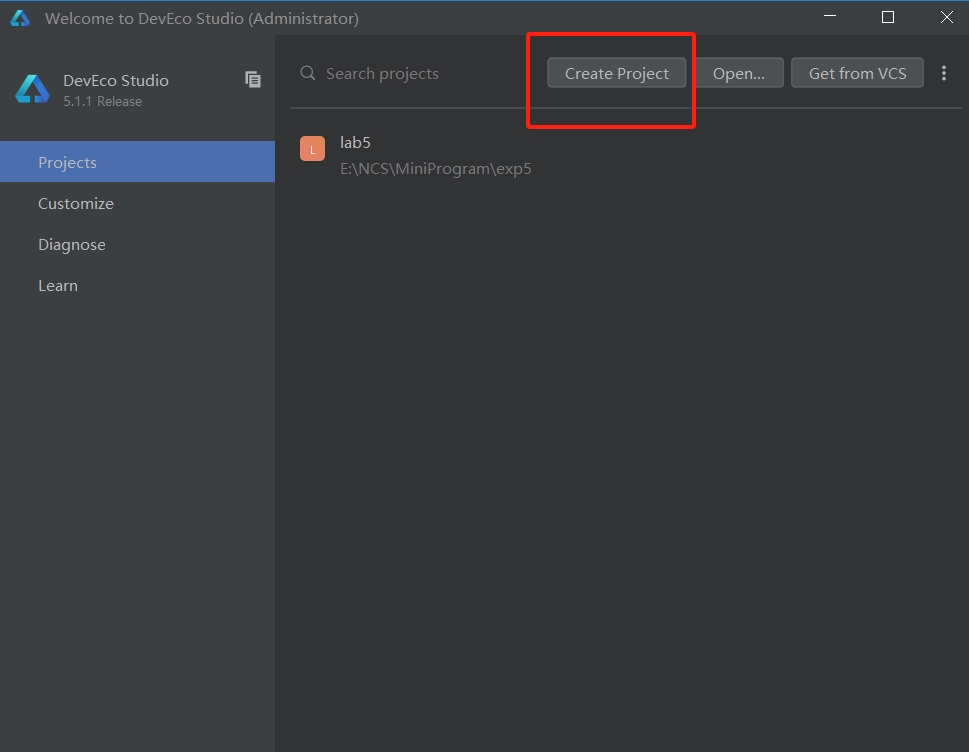 Welcome to DevEco Studio (Administrator)
DevEco Studio
5.1.1 Release
Projects
Customize
Diagnose
Learn
Search projects
Create Project
Open...
Get from VCS
L
lab5
E:\NCS\MiniProgram\exp5